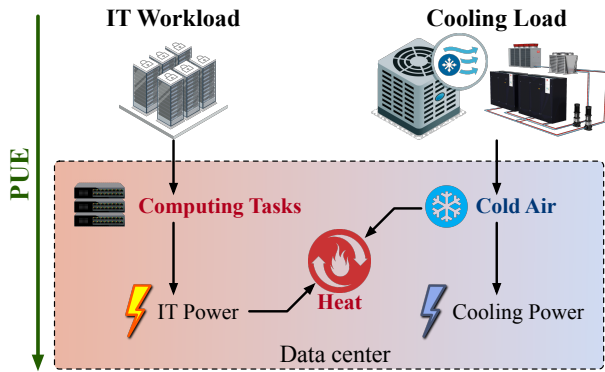 IT Workload
Cooling Load
PUE
Computing Tasks
Cold Air
Heat
IT Power
Cooling Power
Data center